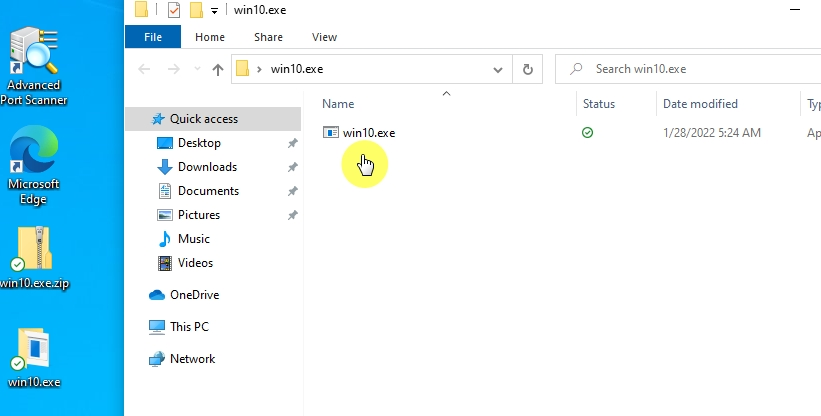 win10.exe
File Home Share View
win10.exe
Search win10.exe
Name Status Date modified
win10.exe 1/28/2022 5:24 AM
Quick access
Desktop
Downloads
Documents
Pictures
Music
Videos
OneDrive
This PC
Network
Advanced
Port Scanner
Microsoft
Edge
win10.exe.zip
win10.exe